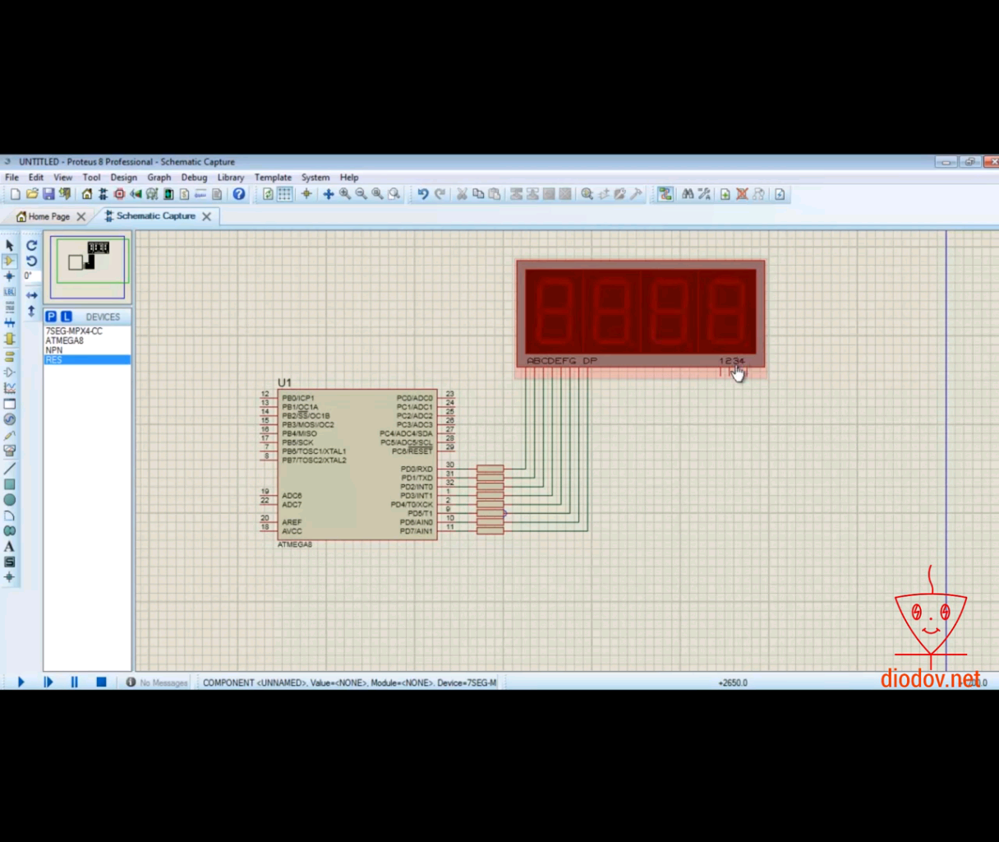 UNTITLED - Proteus 8 Professional - Schematic Capture
File Edit View Tool Design Graph Debug Library Template System Help
Home Page Schematic Capture
0°
LBL
P L DEVICES
7SEG-MPX4-CC
ATMEGA8
NPN
RES
A
S
ABCDEFG DP 1234
U1
12 PB0/ICP1 PC0/ADC0 23
13 PB1/OC1A PC1/ADC1 24
14 PB2/SS/OC1B PC2/ADC2 25
15 PB3/MOSI/OC2 PC3/ADC3 26
16 PB4/MISO PC4/ADC4/SDA 27
17 PB5/SCK PC5/ADC5/SCL 28
7 PB6/TOSC1/XTAL1 PC6/RESET 29
8 PB7/TOSC2/XTAL2
PD0/RXD 30
PD1/TXD 31
PD2/INT0 32
19 ADC6 PD3/INT1 1
22 ADC7 PD4/T0/XCK 2
PD5/T1 9
20 AREF PD6/AIN0 10
18 AVCC PD7/AIN1 11
ATMEGA8
No Messages COMPONENT <UNNAMED>, Value=<NONE>, Module=<NONE>, Device=7SEG-M +2650.0
diodov.net